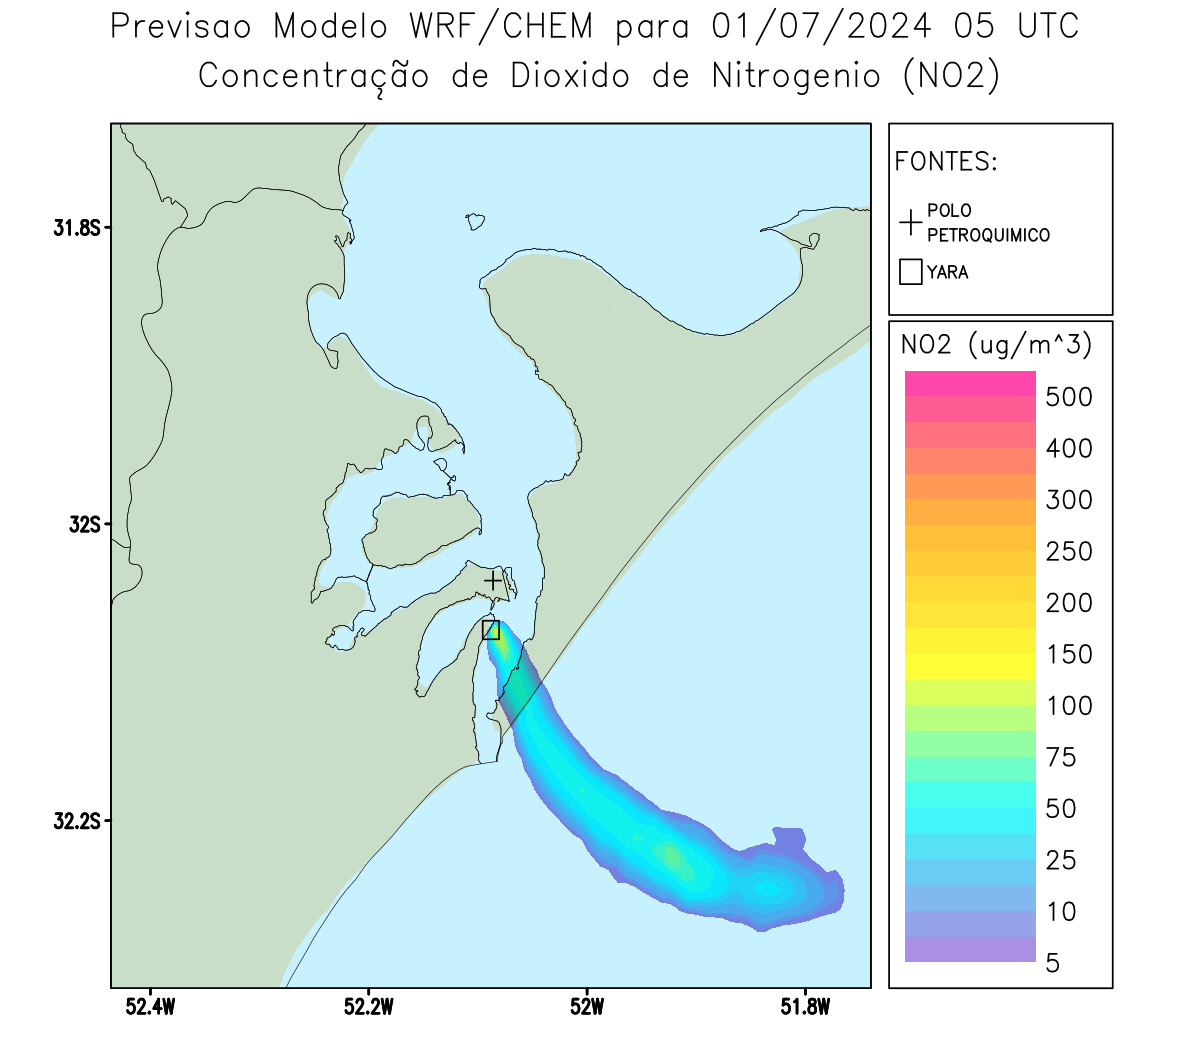 Previsao Modelo WRF/CHEM para 01/07/2024 05 UTC
Concentração de Dioxido de Nitrogenio (NO2)
FONTES:
POLO
PETROQUIMICO
YARA
NO2 (ug/m^3)
500
400
300
250
200
150
100
75
50
25
10
5
31.8S
32S
32.2S
52.4W
52.2W
52W
51.8W